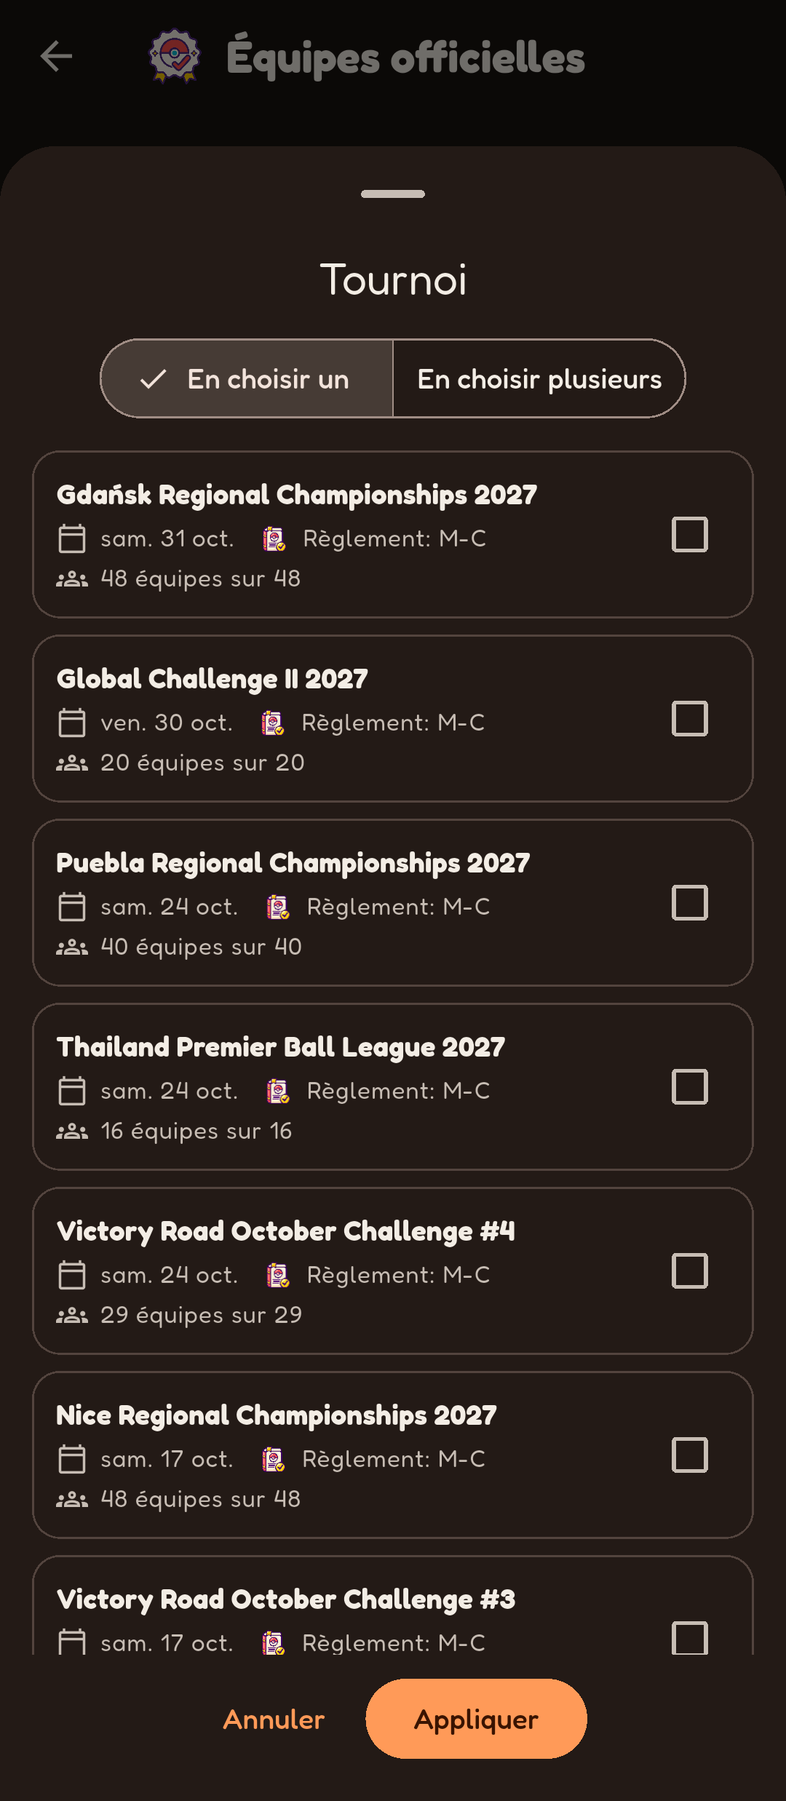 Équipes officielles
Tournoi
En choisir un
En choisir plusieurs
Gdańsk Regional Championships 2027
sam. 31 oct. Règlement: M-C
48 équipes sur 48
Global Challenge II 2027
ven. 30 oct. Règlement: M-C
20 équipes sur 20
Puebla Regional Championships 2027
sam. 24 oct. Règlement: M-C
40 équipes sur 40
Thailand Premier Ball League 2027
sam. 24 oct. Règlement: M-C
16 équipes sur 16
Victory Road October Challenge #4
sam. 24 oct. Règlement: M-C
29 équipes sur 29
Nice Regional Championships 2027
sam. 17 oct. Règlement: M-C
48 équipes sur 48
Victory Road October Challenge #3
sam. 17 oct. Règlement: M-C
Annuler
Appliquer